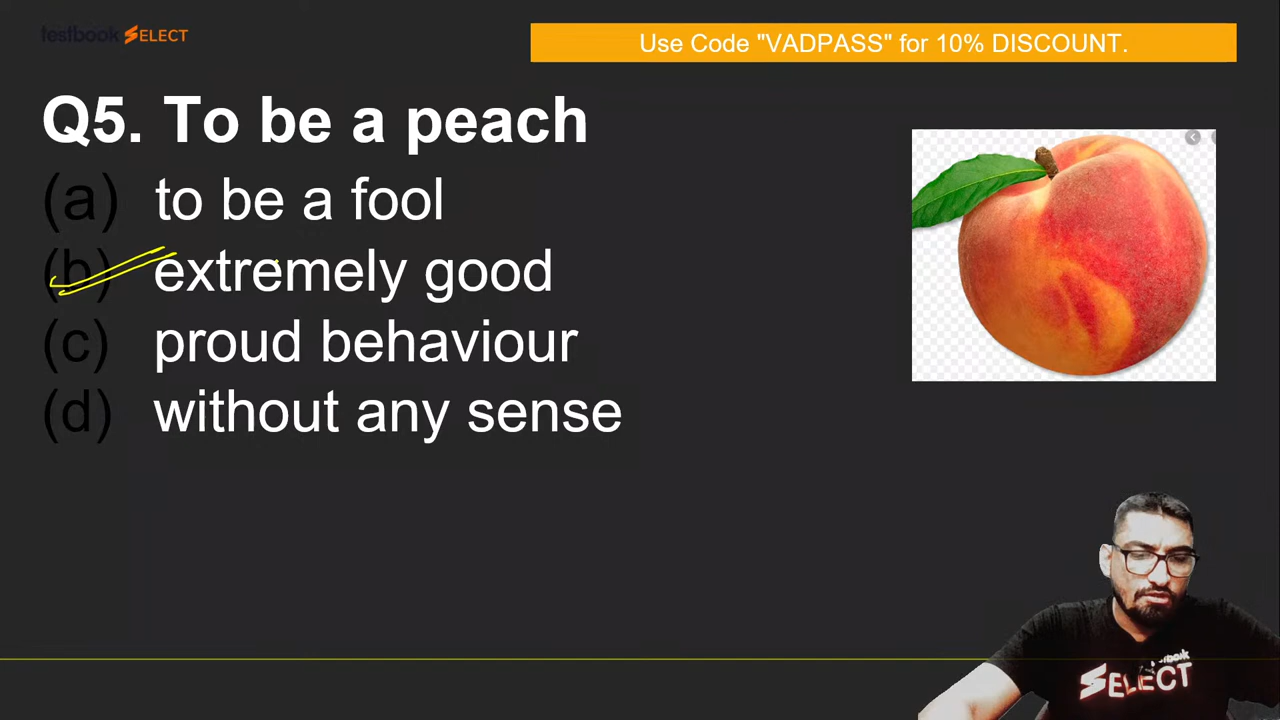 testbook SELECT
Use Code "VADPASS" for 10% DISCOUNT.
Q5. To be a peach
(a) to be a fool
(b) extremely good
(c) proud behaviour
(d) without any sense
testbook
SELECT